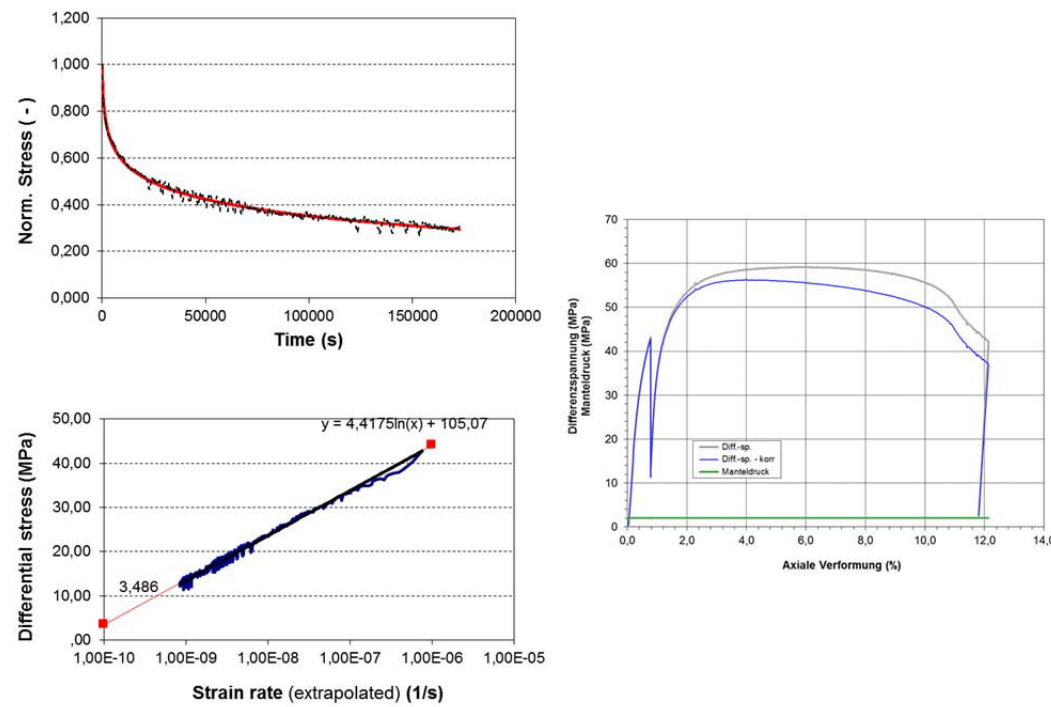 1,200
1,000
0,800
0,600
0,400
0,200
0,000
Norm. Stress ( - )
0
50000
100000
150000
200000
Time (s)
50,00
40,00
30,00
20,00
10,00
,00
Differential stress (MPa)
y = 4,4175ln(x) + 105,07
3,486
1,00E-10
1,00E-09
1,00E-08
1,00E-07
1,00E-06
1,00E-05
Strain rate (extrapolated) (1/s)
70
60
50
40
30
20
10
0
Differenzspannung (MPa)
Manteldruck (MPa)
Diff.-sp.
Diff.-sp. - korr
Manteldruck
0,0
2,0
4,0
6,0
8,0
10,0
12,0
14,0
Axiale Verformung (%)